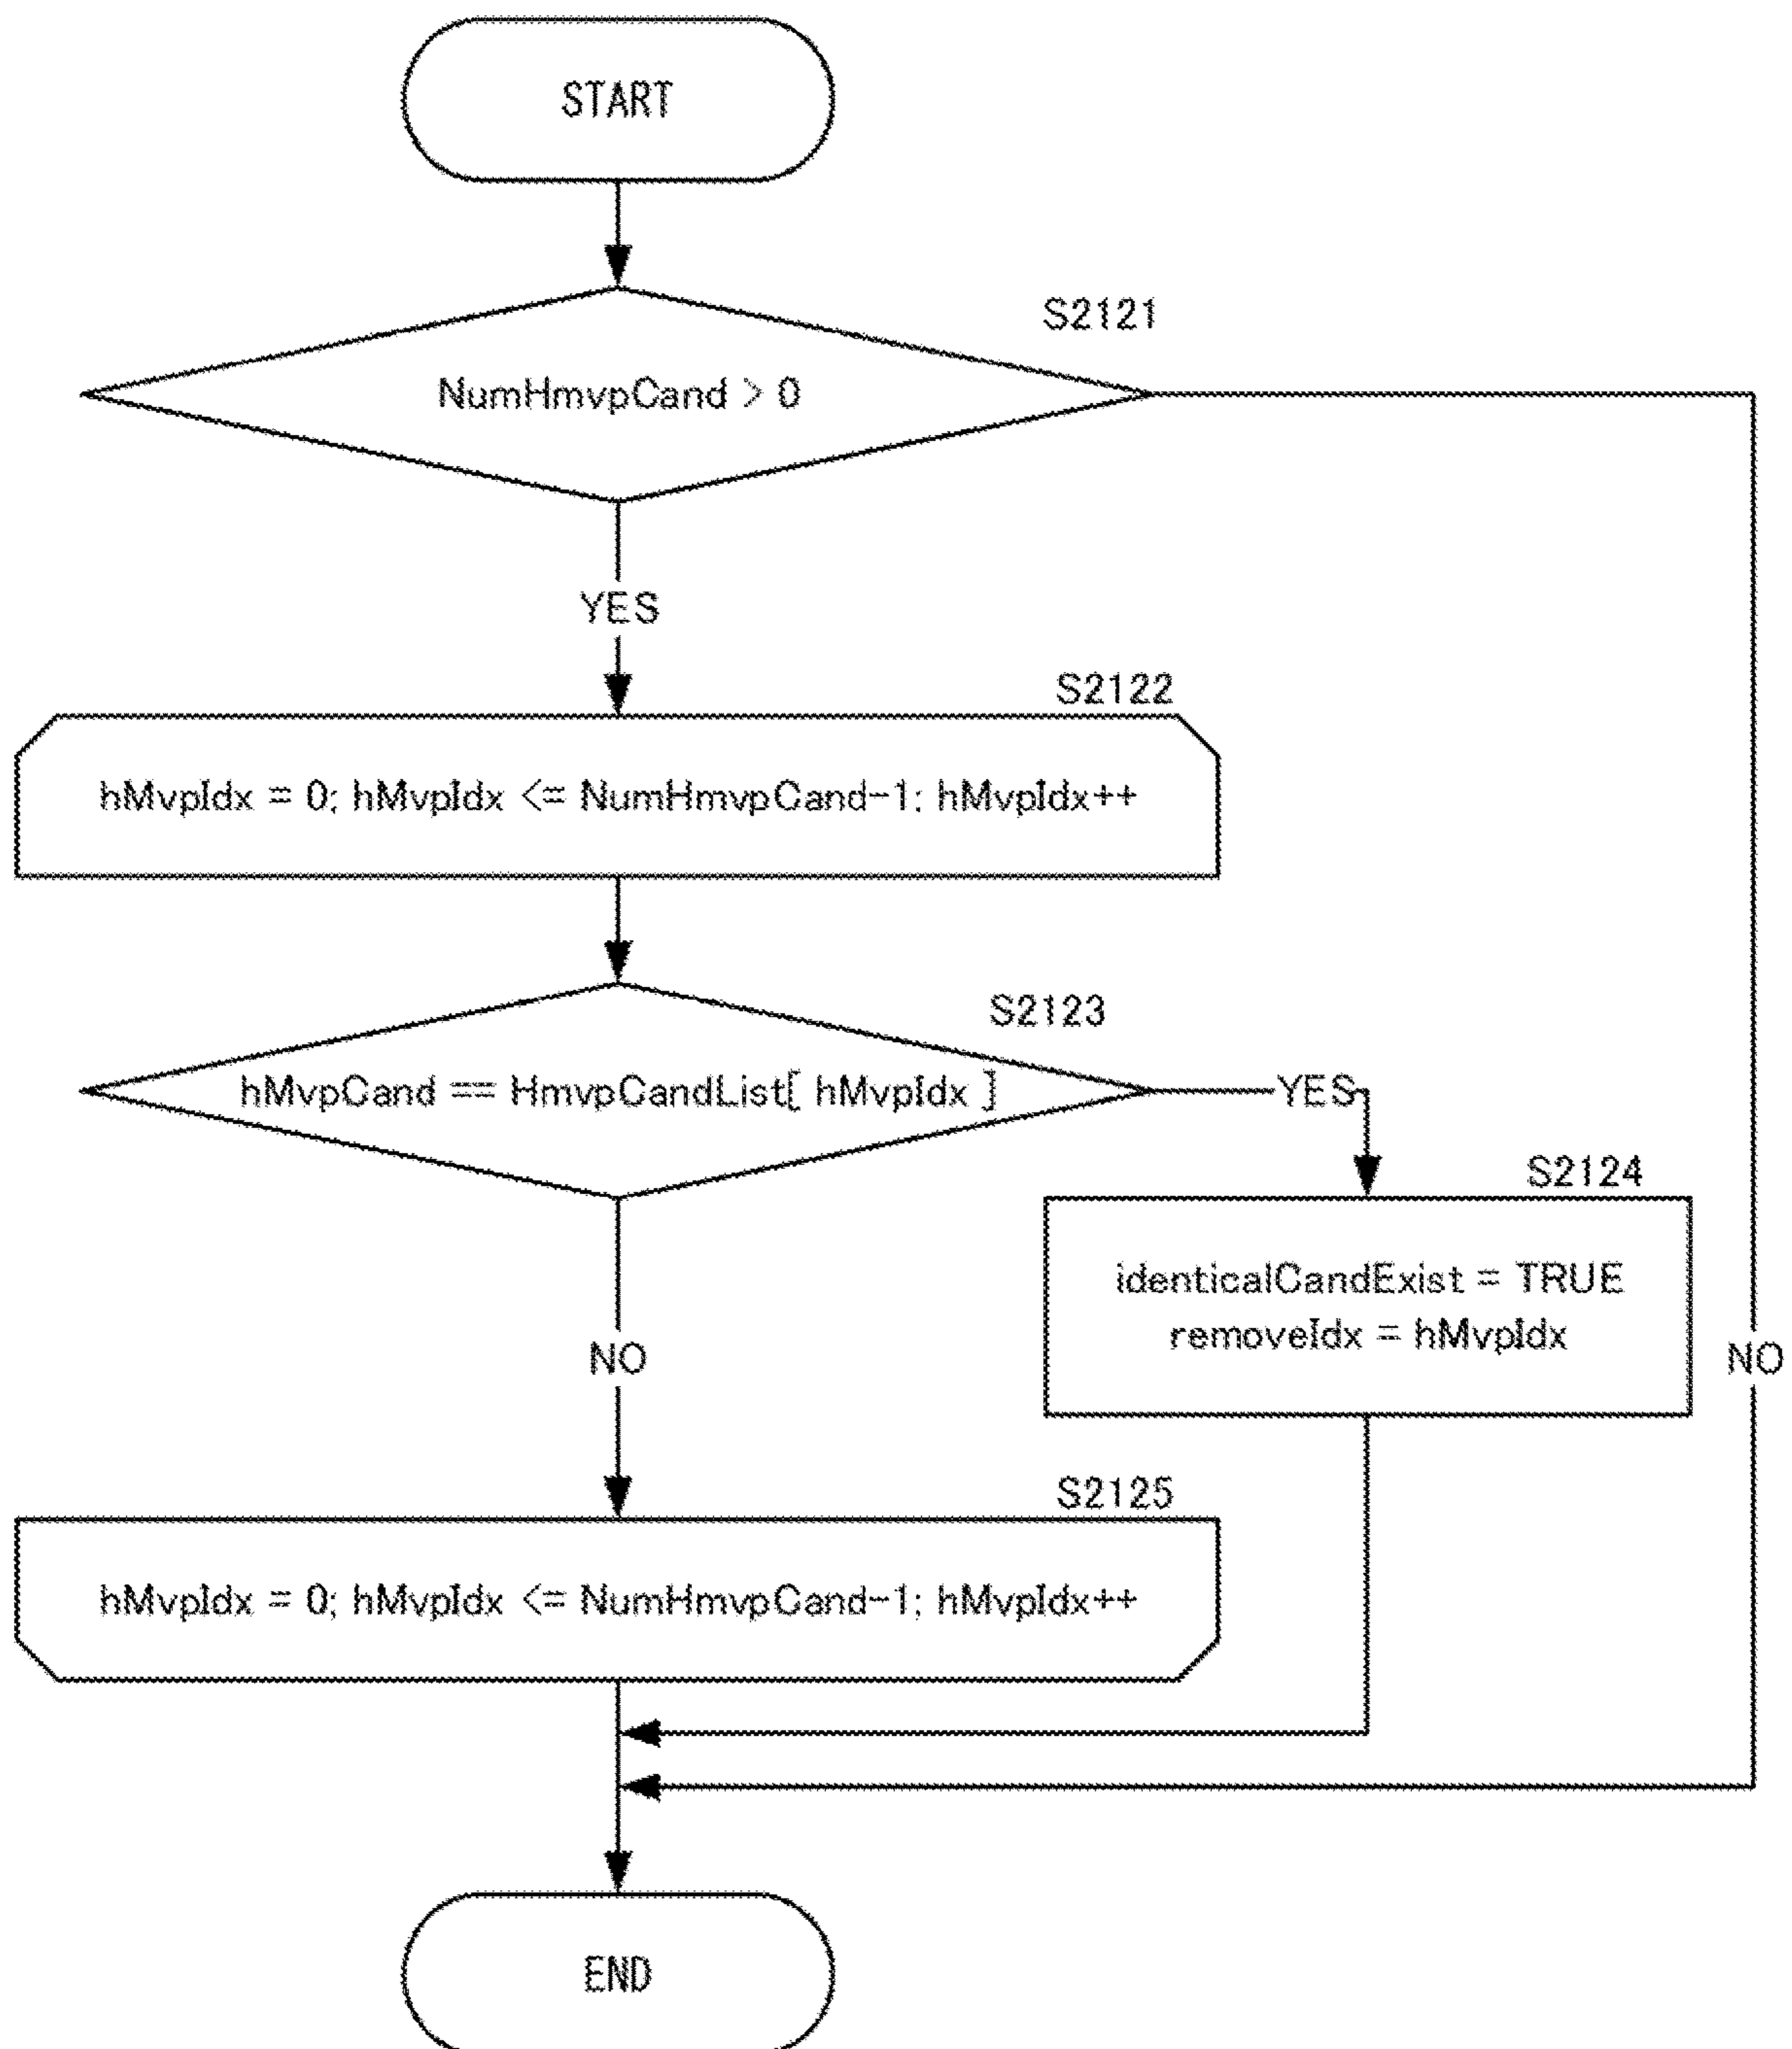 START
S2121
NumHmvpCand > 0
YES
S2122
hMvpIdx = 0; hMvpIdx <= NumHmvpCand-1; hMvpIdx++
S2123
hMvpCand == HmvpCandList[ hMvpIdx ]
YES
S2124
identicalCandExist = TRUE
removeIdx = hMvpIdx
NO
NO
S2125
hMvpIdx = 0; hMvpIdx <= NumHmvpCand-1; hMvpIdx++
END